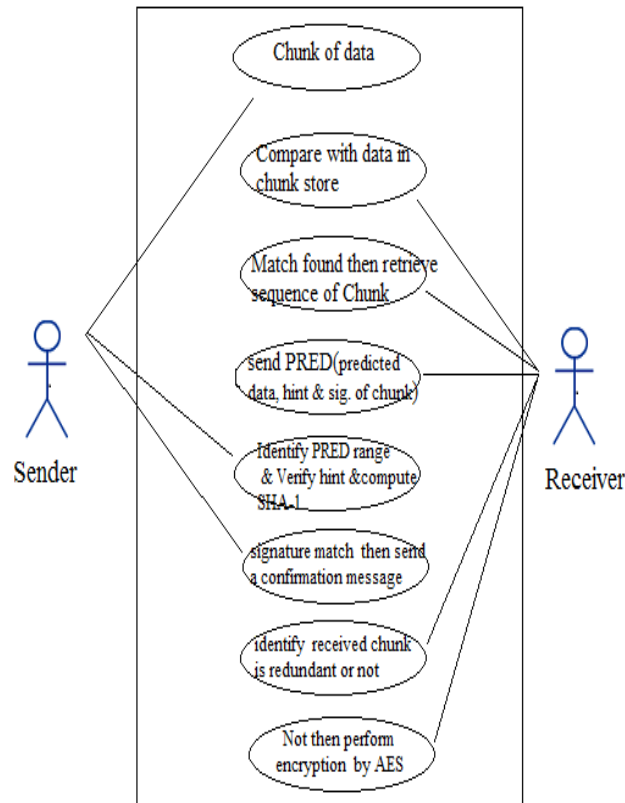 Chunk of data
Compare with data in
chunk store
Match found then retrieve
sequence of Chunk
send PRED(predicted
data, hint & sig. of chunk)
Identify PRED range
& Verify hint &compute
SHA-1
signature match then send
a confirmation message
identify received chunk
is redundant or not
Not then perform
encryption by AES
Sender
Receiver